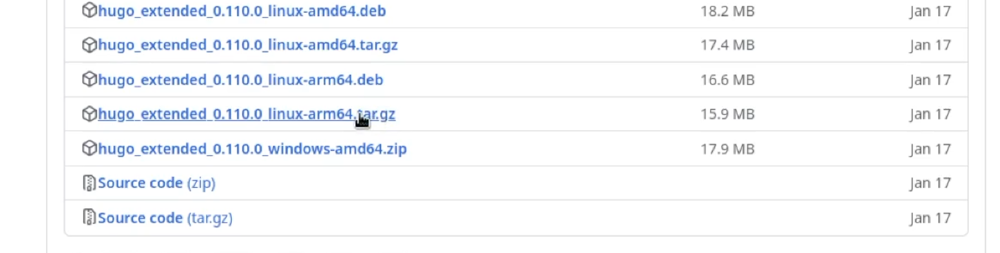 hugo_extended_0.110.0_linux-amd64.deb 18.2 MB Jan 17
hugo_extended_0.110.0_linux-amd64.tar.gz 17.4 MB Jan 17
hugo_extended_0.110.0_linux-arm64.deb 16.6 MB Jan 17
hugo_extended_0.110.0_linux-arm64.tar.gz 15.9 MB Jan 17
hugo_extended_0.110.0_windows-amd64.zip 17.9 MB Jan 17
Source code (zip) Jan 17
Source code (tar.gz) Jan 17